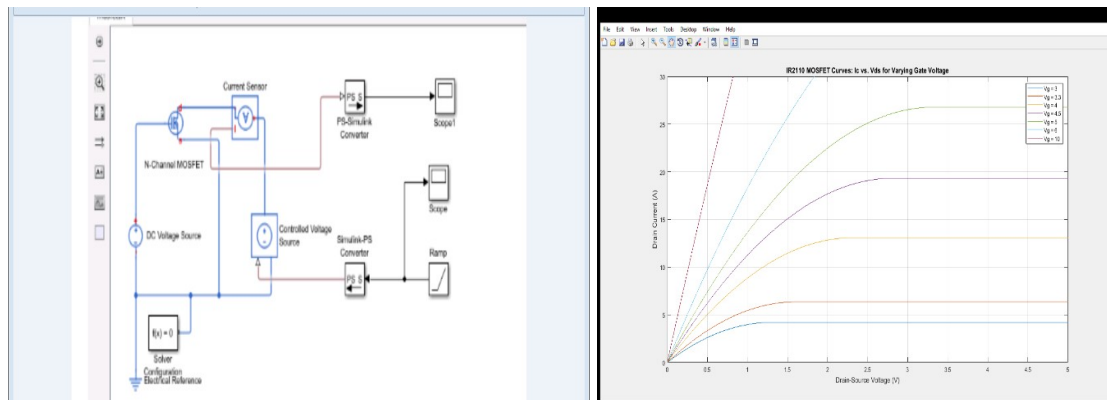 Current Sensor
A
PS S
PS-Simulink
Converter
Scope1
N-Channel MOSFET
Scope
DC Voltage Source
Controlled Voltage
Source
Simulink-PS
Converter
Ramp
PS S
f(x) = 0
Solver
Configuration
Electrical Reference
File Edit View Insert Tools Desktop Window Help
IR2110 MOSFET Curves: Ic vs. Vds for Varying Gate Voltage
Vg = 3
Vg = 3.3
Vg = 4
Vg = 4.5
Vg = 5
Vg = 6
Vg = 10
Drain Current (A)
30
25
20
15
10
5
0
0 0.5 1 1.5 2 2.5 3 3.5 4 4.5 5
Drain-Source Voltage (V)